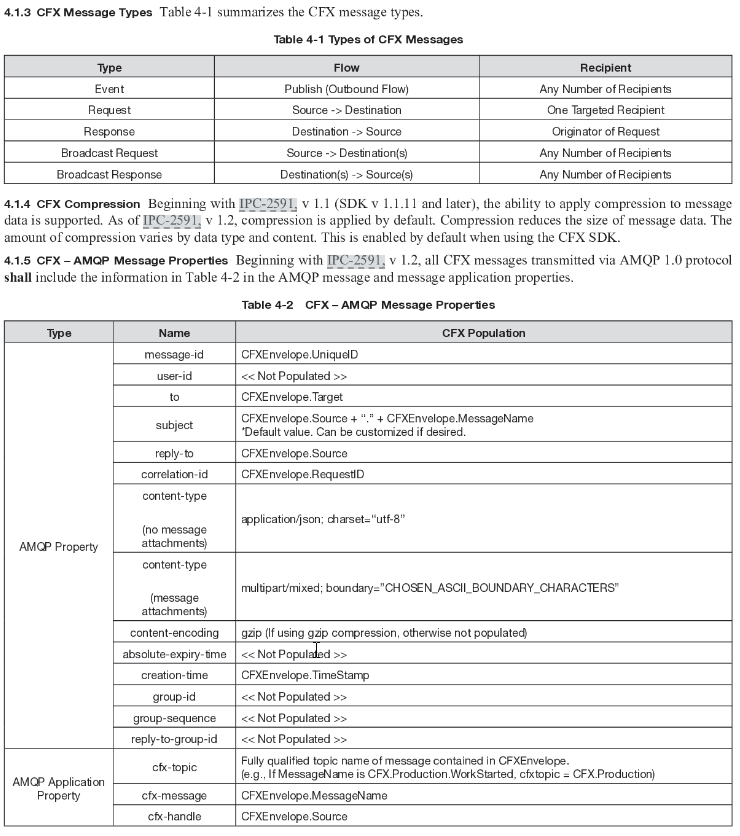 4.1.3 CFX Message Types Table 4-1 summarizes the CFX message types.
Table 4-1 Types of CFX Messages
Type Flow Recipient
Event Publish (Outbound Flow) Any Number of Recipients
Request Source -> Destination One Targeted Recipient
Response Destination -> Source Originator of Request
Broadcast Request Source -> Destination(s) Any Number of Recipients
Broadcast Response Destination(s) -> Source(s) Any Number of Recipients
4.1.4 CFX Compression Beginning with IPC-2591, v 1.1 (SDK v 1.1.11 and later), the ability to apply compression to message
data is supported. As of IPC-2591, v 1.2, compression is applied by default. Compression reduces the size of message data. The
amount of compression varies by data type and content. This is enabled by default when using the CFX SDK.
4.1.5 CFX – AMQP Message Properties Beginning with IPC-2591, v 1.2, all CFX messages transmitted via AMQP 1.0 protocol
shall include the information in Table 4-2 in the AMQP message and message application properties.
Table 4-2 CFX – AMQP Message Properties
Type Name CFX Population
AMQP Property
message-id CFXEnvelope.UniqueID
user-id << Not Populated >>
to CFXEnvelope.Target
subject CFXEnvelope.Source + “.” + CFXEnvelope.MessageName
*Default value. Can be customized if desired.
reply-to CFXEnvelope.Source
correlation-id CFXEnvelope.RequestID
content-type
(no message
attachments)
application/json; charset=“utf-8”
content-type
(message
attachments)
multipart/mixed; boundary=”CHOSEN_ASCII_BOUNDARY_CHARACTERS”
content-encoding gzip (If using gzip compression, otherwise not populated)
absolute-expiry-time << Not Populated >>
creation-time CFXEnvelope.TimeStamp
group-id << Not Populated >>
group-sequence << Not Populated >>
reply-to-group-id << Not Populated >>
AMQP Application
Property
cfx-topic Fully qualified topic name of message contained in CFXEnvelope.
(e.g., If MessageName is CFX.Production.WorkStarted, cfxtopic = CFX.Production)
cfx-message CFXEnvelope.MessageName
cfx-handle CFXEnvelope.Source